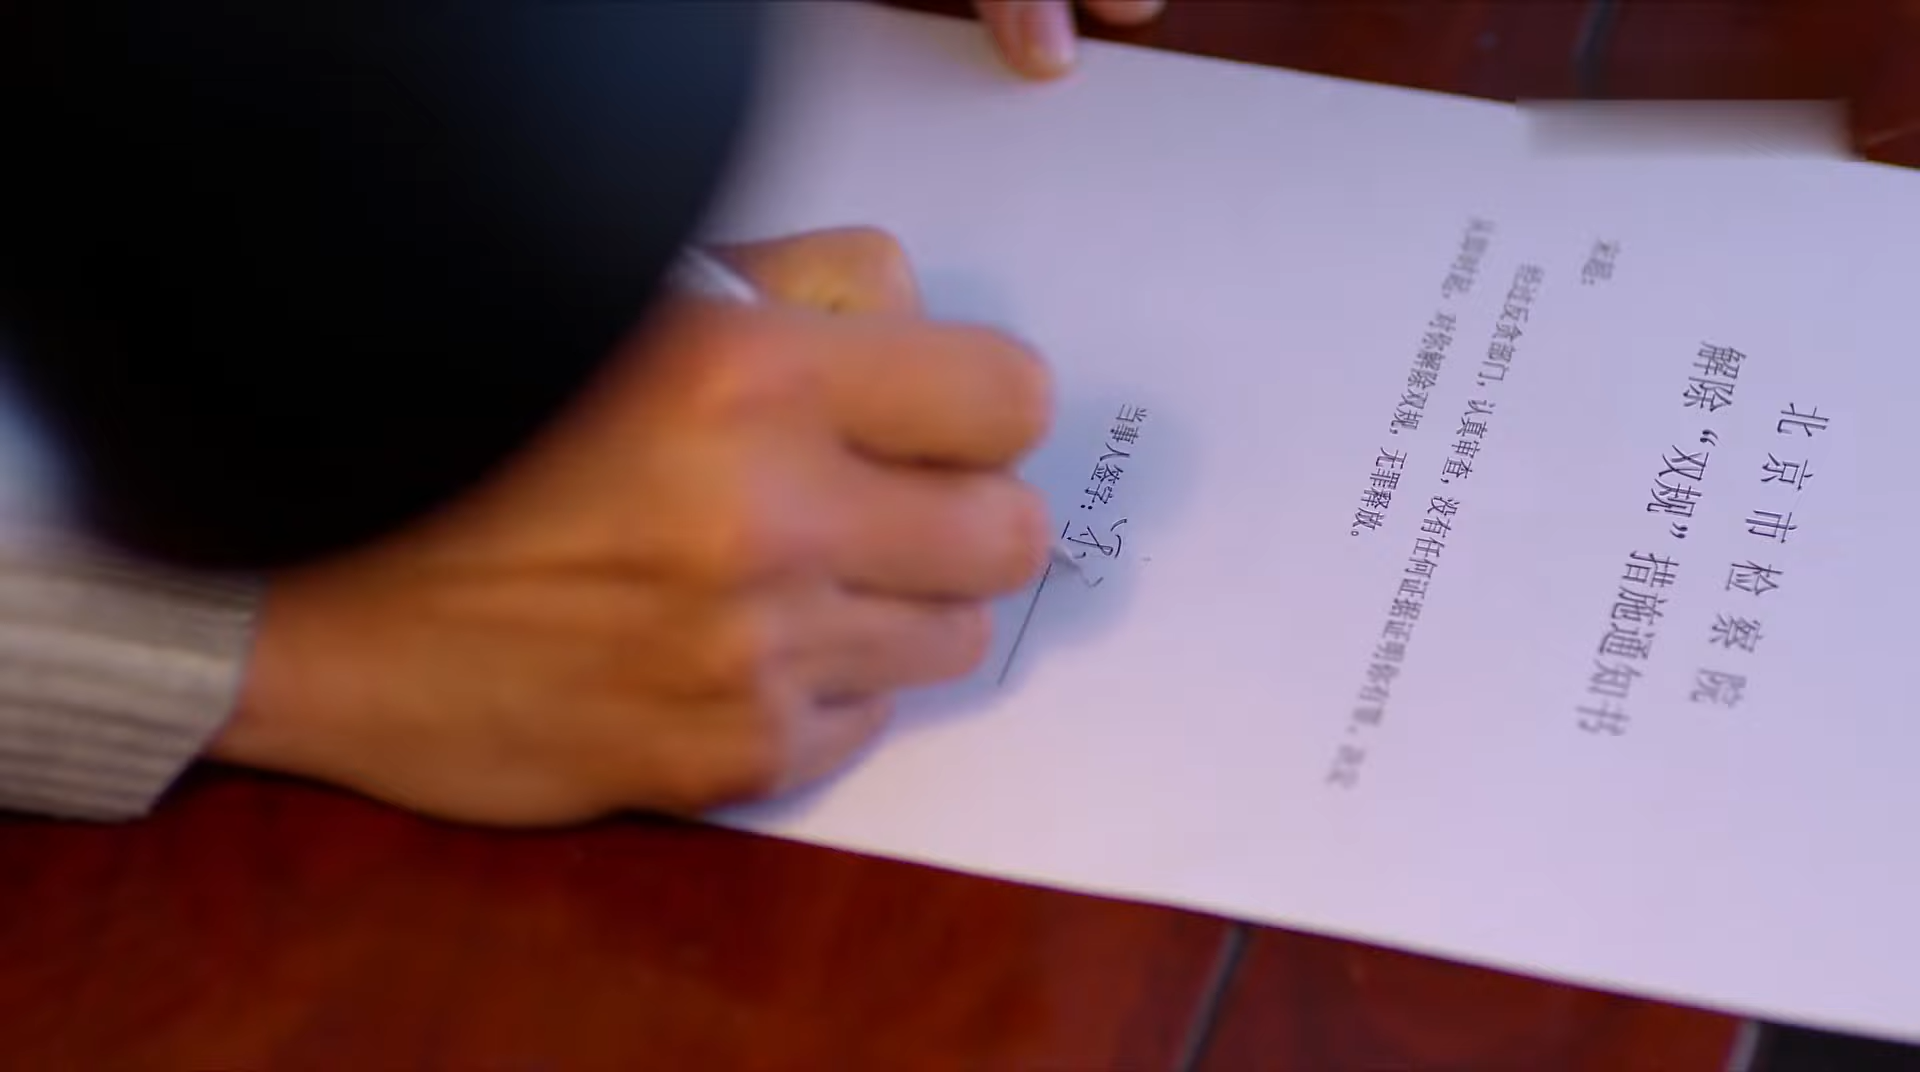 北京市检察院
解除“双规”措施通知书
经过反贪部门，认真审查，没有任何证据证明你有罪，决定
从即时起，对你解除双规，无罪释放。
当事人签字：